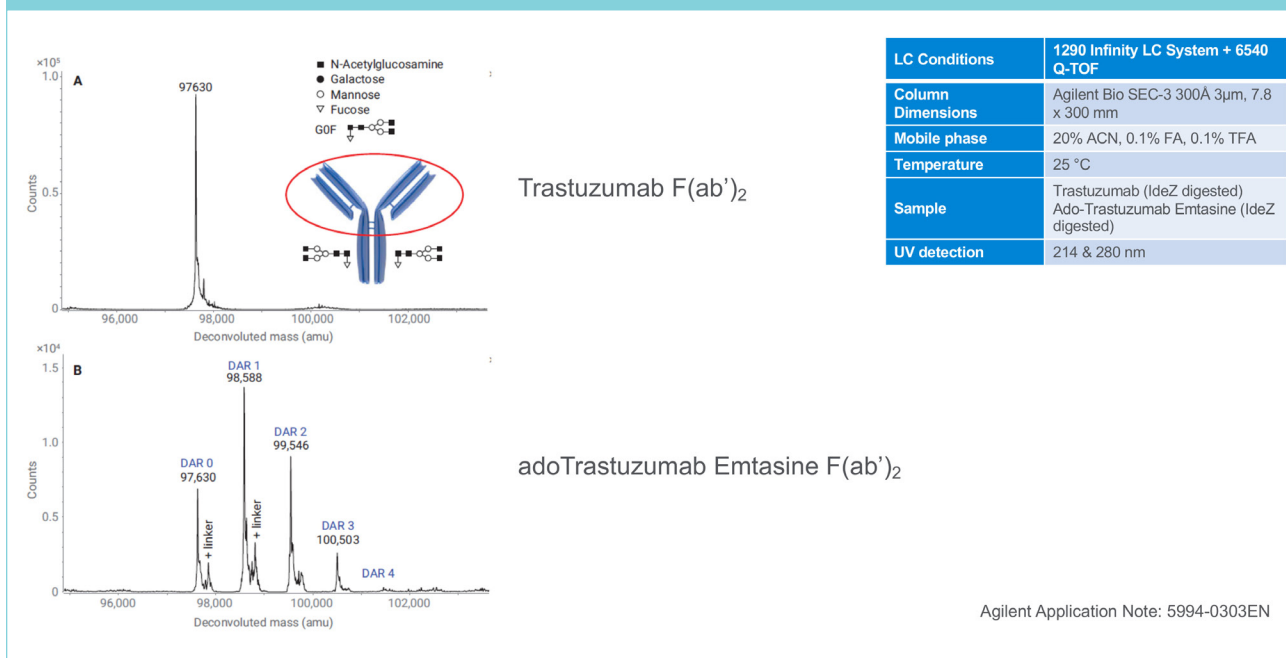 ×10⁵
1.0
A
97630
■ N-Acetylglucosamine
● Galactose
○ Mannose
▽ Fucose
G0F
0.5
Counts
0
96,000 98,000 100,000 102,000
Deconvoluted mass (amu)
Trastuzumab F(ab’)₂
×10⁴
1.5
B
DAR 1
98,588
1.0
DAR 2
99,546
DAR 0
97,630
Counts
0.5
+ linker
+ linker
DAR 3
100,503
DAR 4
0
96,000 98,000 100,000 102,000
Deconvoluted mass (amu)
adoTrastuzumab Emtasine F(ab’)₂
LC Conditions
1290 Infinity LC System + 6540
Q-TOF
Column
Dimensions
Agilent Bio SEC-3 300Å 3µm, 7.8
x 300 mm
Mobile phase
20% ACN, 0.1% FA, 0.1% TFA
Temperature
25 °C
Sample
Trastuzumab (IdeZ digested)
Ado-Trastuzumab Emtasine (IdeZ
digested)
UV detection
214 & 280 nm
Agilent Application Note: 5994-0303EN